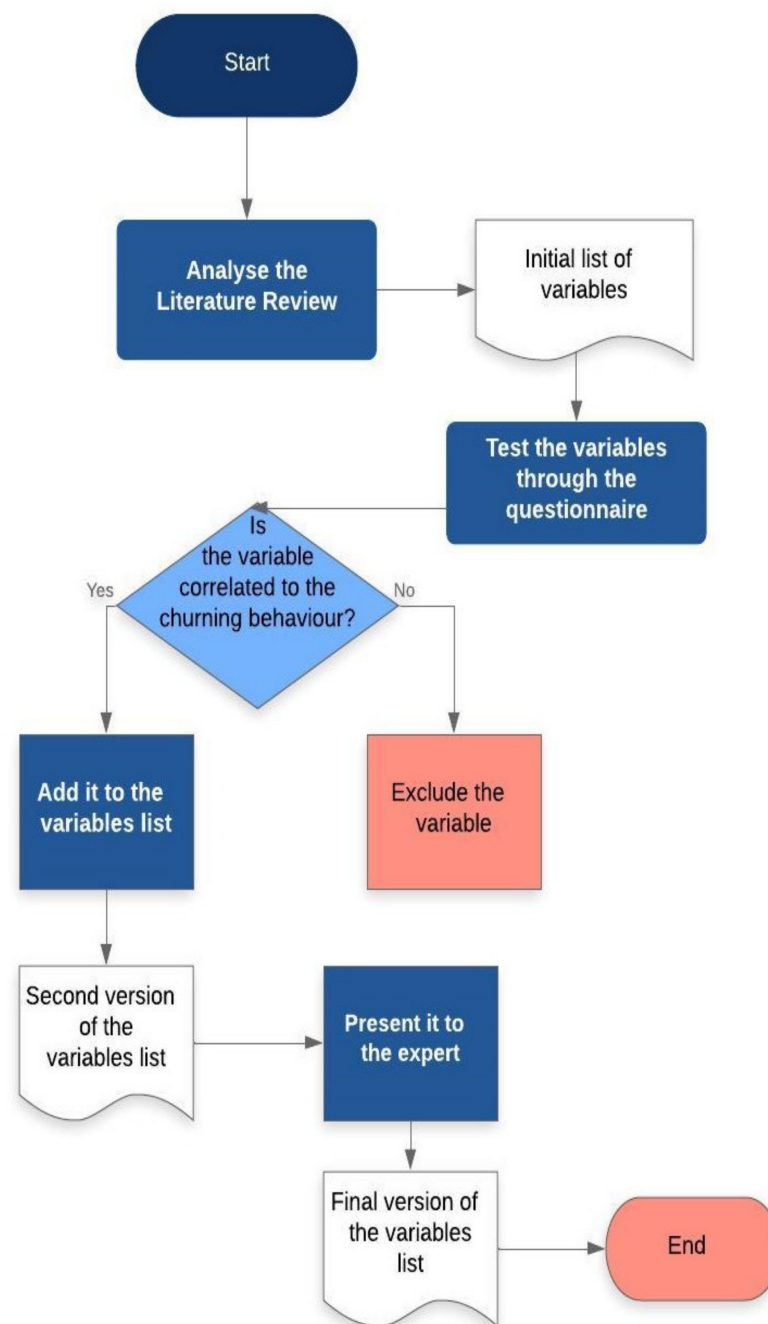 Start
Analyse the
Literature Review
Initial list of
variables
Test the variables
through the
questionnaire
Is
the variable
correlated to the
churning behaviour?
Yes
No
Add it to the
variables list
Exclude the
variable
Second version
of the
variables list
Present it to
the expert
Final version of
the variables
list
End